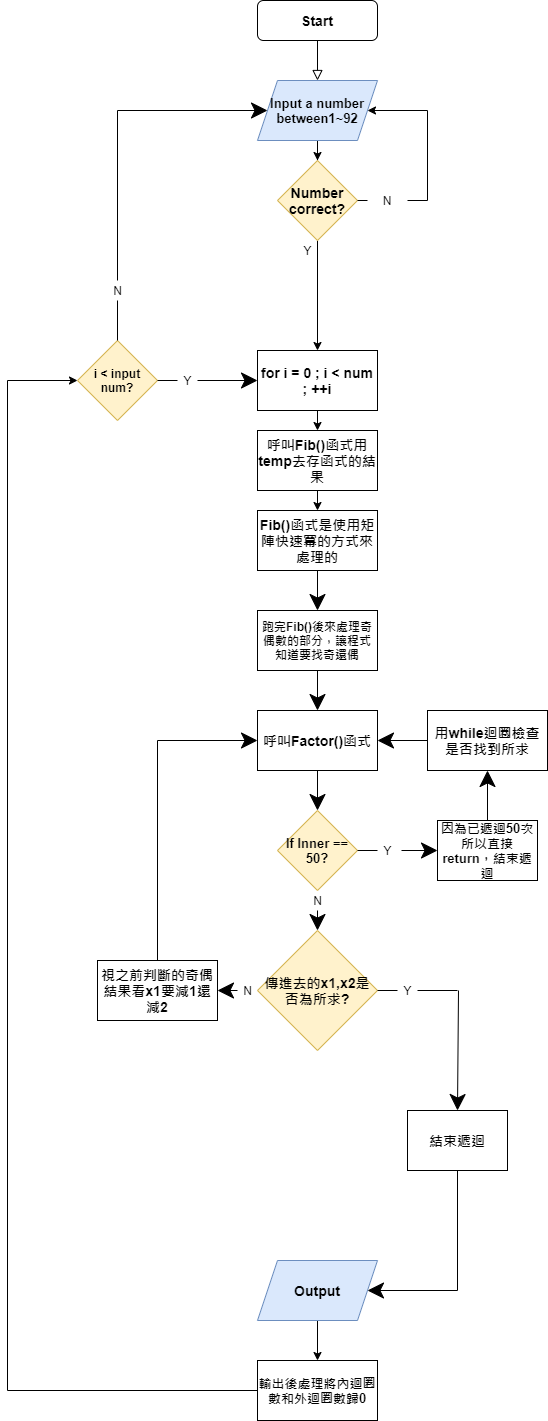 Start
Input a number
between1~92
Number
correct?
N
Y
N
i < input
num?
Y
for i = 0 ; i < num
; ++i
呼叫Fib()函式用
temp去存函式的結
果
Fib()函式是使用矩
陣快速冪的方式來
處理的
跑完Fib()後來處理奇
偶數的部分，讓程式
知道要找奇還偶
呼叫Factor()函式
用while迴圈檢查
是否找到所求
If Inner ==
50?
Y
因為已遞迴50次
所以直接
return，結束遞
迴
N
傳進去的x1,x2是
否為所求?
N
視之前判斷的奇偶
結果看x1要減1還
減2
Y
結束遞迴
Output
輸出後處理將內迴圈
數和外迴圈數歸0